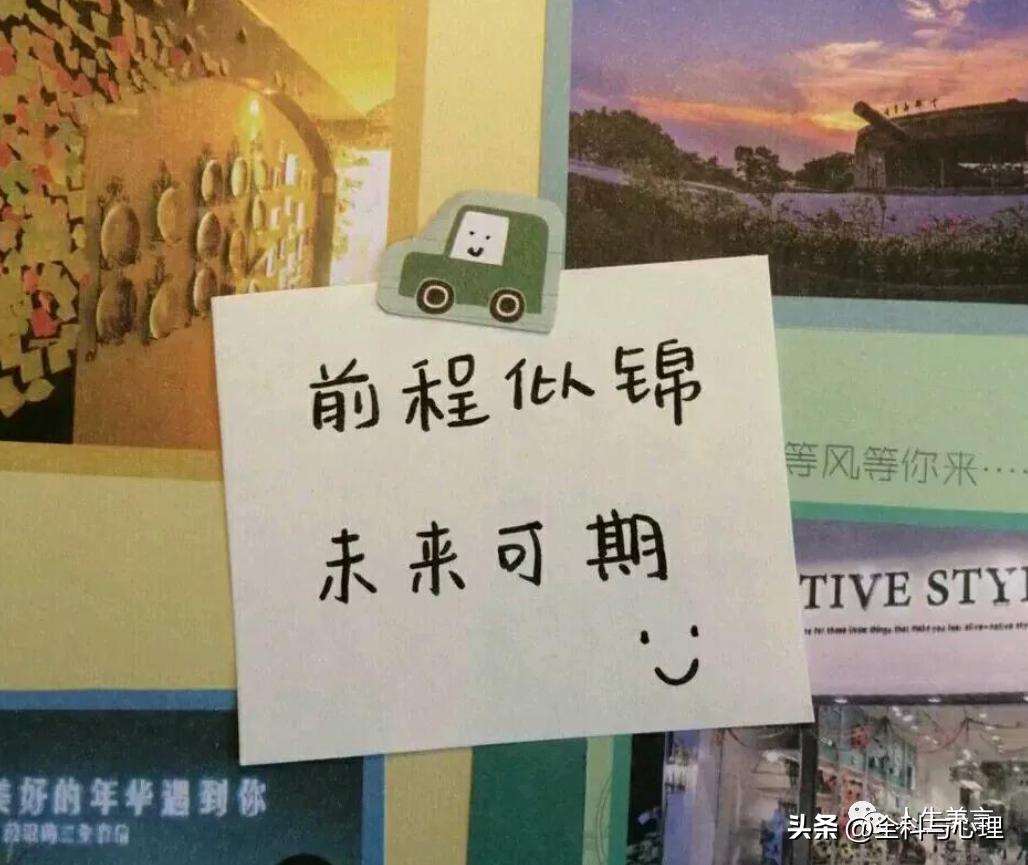 前程似锦
未来可期
等风等你来……
TIVE STY
美好的年华遇到你
头条 @全科与心理